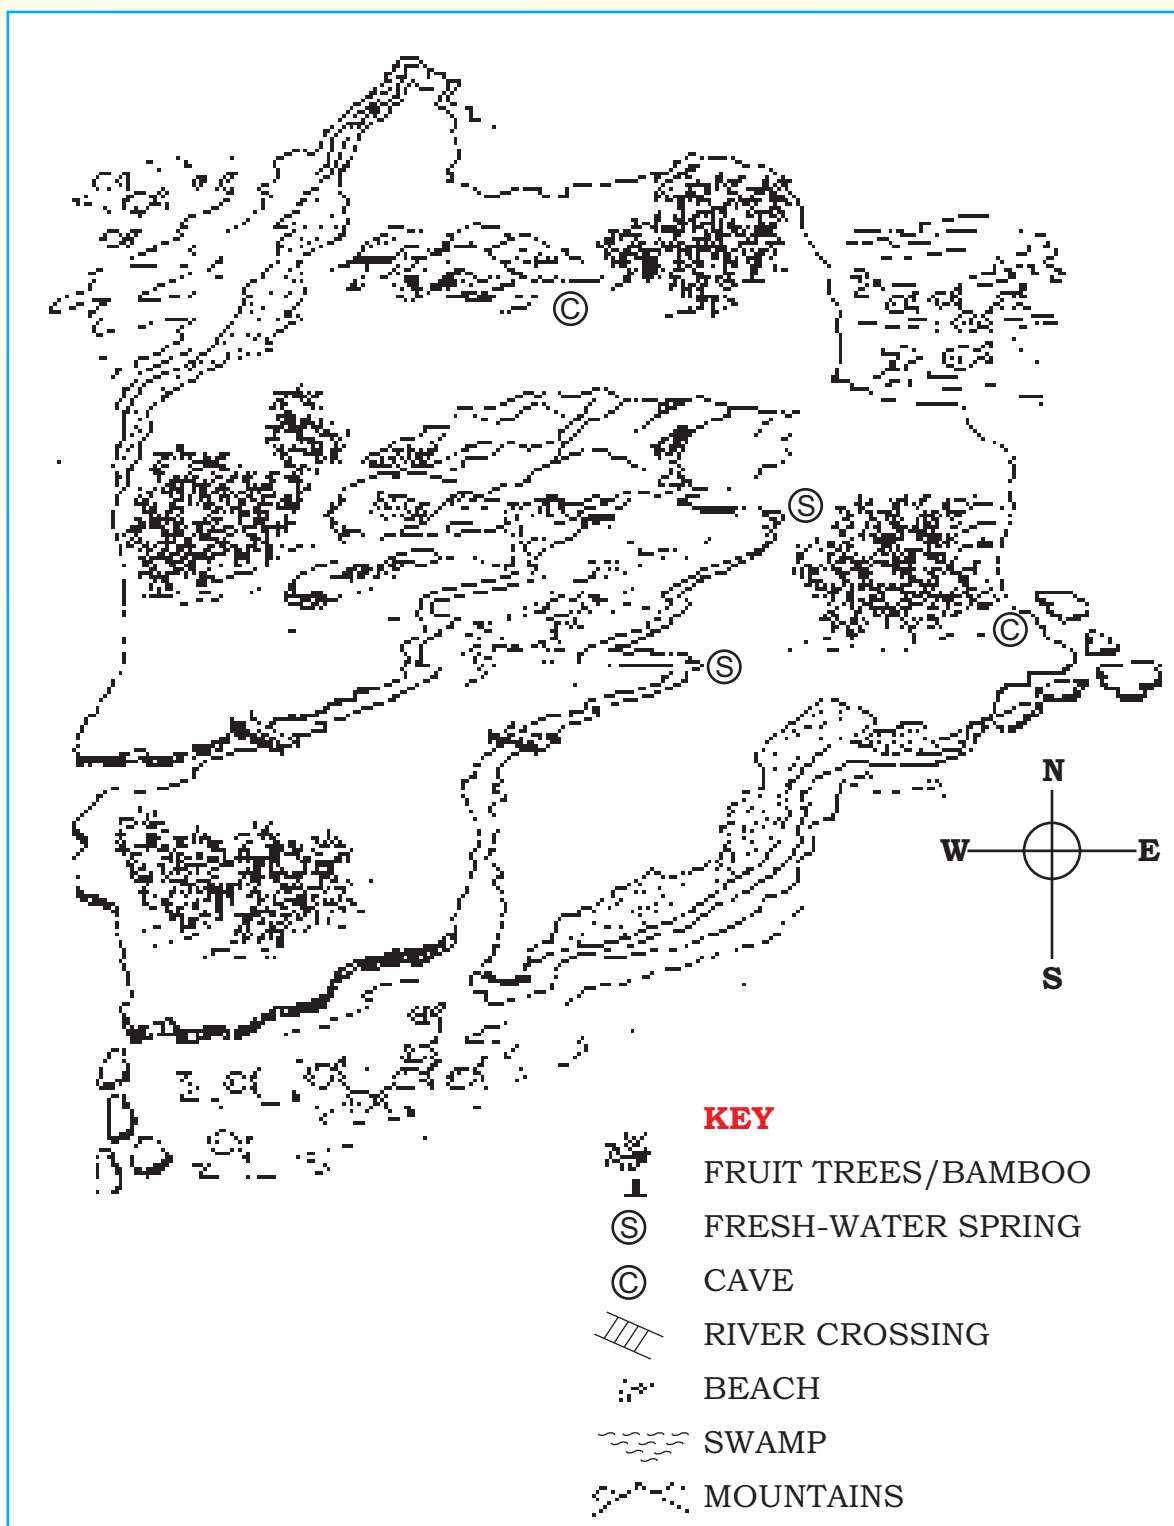 C
S
C
S
N
W E
S
KEY
FRUIT TREES/BAMBOO
S FRESH-WATER SPRING
C CAVE
RIVER CROSSING
BEACH
SWAMP
MOUNTAINS